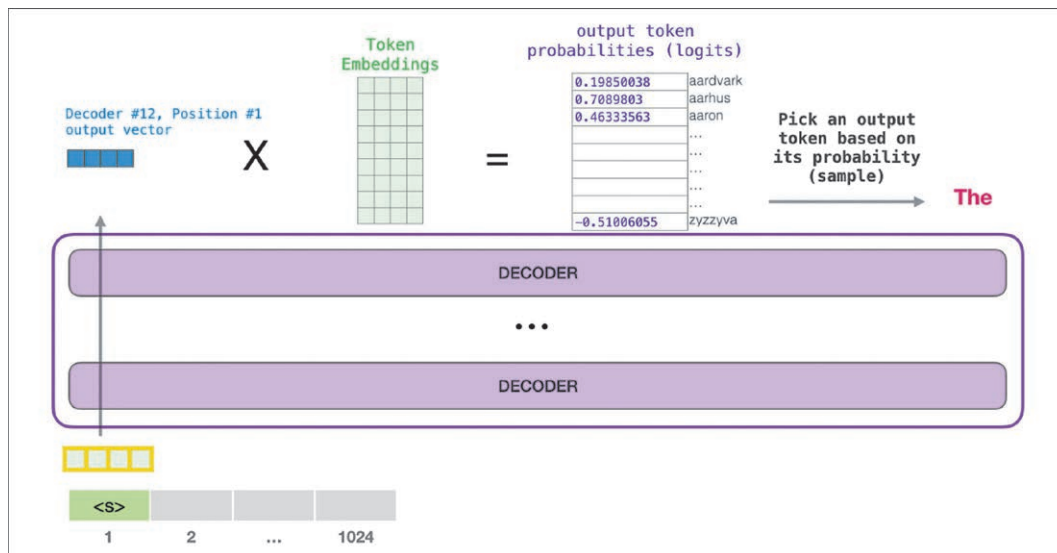 output token
probabilities (logits)
Token
Embeddings
Decoder #12, Position #1
output vector
X
=
0.19850038 aardvark
0.7089803 aarhus
0.46333563 aaron
...
...
...
...
...
-0.51006055 zyzzyva
Pick an output
token based on
its probability
(sample)
The
DECODER
...
DECODER
<s>
1 2 ... 1024